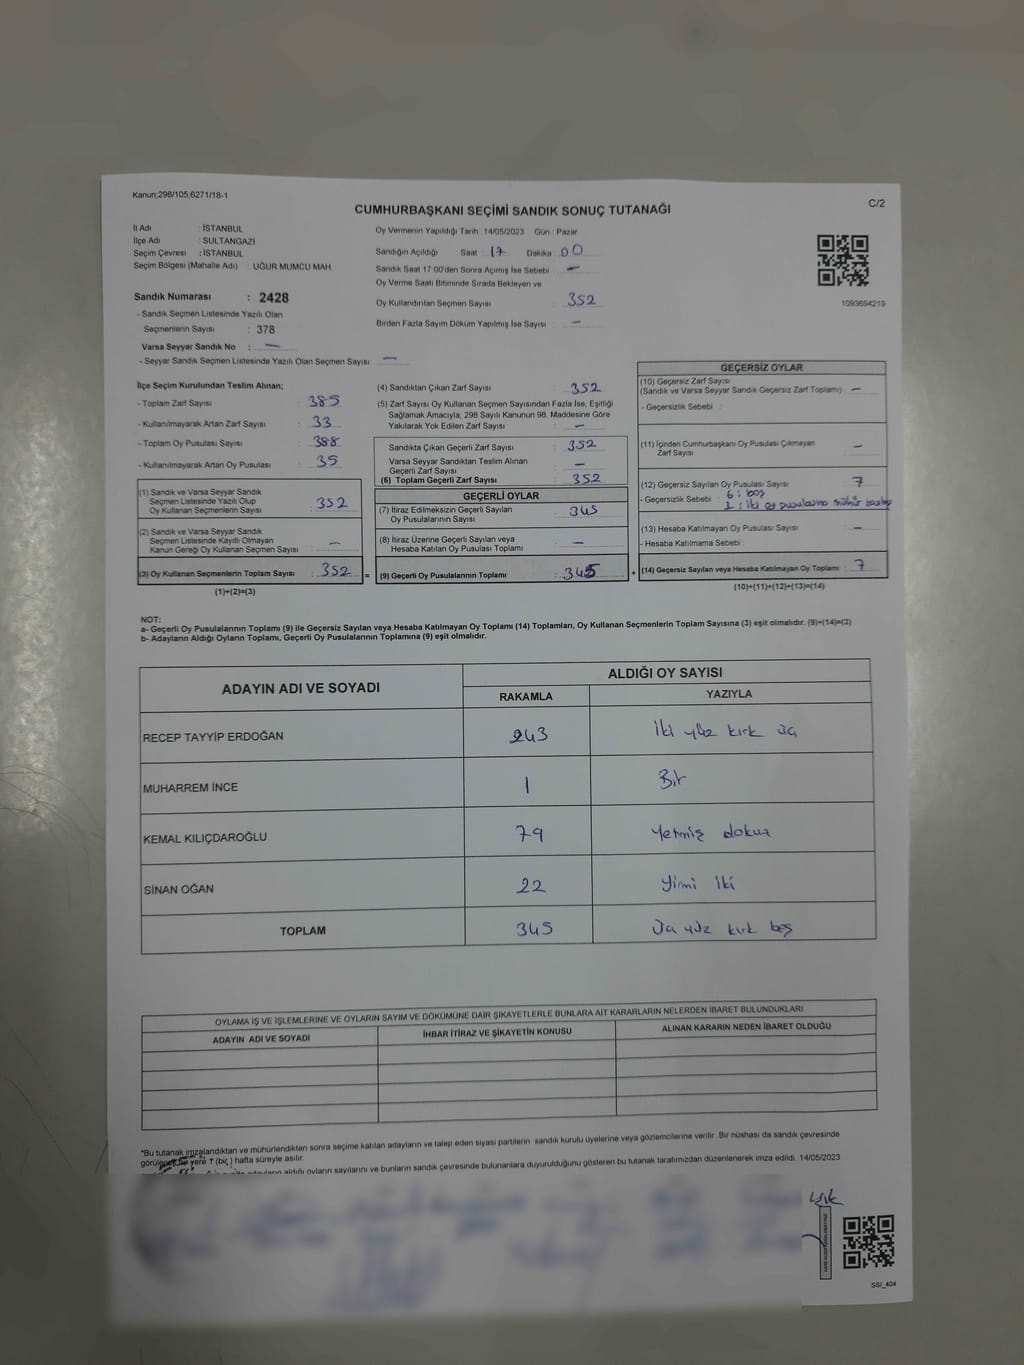 Kanun;298/105;6271/18-1
C/2
CUMHURBAŞKANI SEÇİMİ SANDIK SONUÇ TUTANAĞI
İl Adı : İSTANBUL
İlçe Adı : SULTANGAZİ
Seçim Çevresi : İSTANBUL
Seçim Bölgesi (Mahalle Adı) : UĞUR MUMCU MAH.
Sandık Numarası : 2428
- Sandık Seçmen Listesinde Yazılı Olan
Seçmenlerin Sayısı : 378
Varsa Seyyar Sandık No : —
- Seyyar Sandık Seçmen Listesinde Yazılı Olan Seçmen Sayısı: —
Oy Vermenin Yapıldığı Tarih :14/05/2023 Gün : Pazar
Sandığın Açıldığı Saat : 17 Dakika : 00
Sandık Saat 17:00'den Sonra Açılmış İse Sebebi : —
Oy Verme Saati Bitiminde Sırada Bekleyen ve
Oy Kullandırılan Seçmen Sayısı : 352
Birden Fazla Sayım Döküm Yapılmış İse Sayısı : —
1093694219
İlçe Seçim Kurulundan Teslim Alınan;
- Toplam Zarf Sayısı : 385
- Kullanılmayarak Artan Zarf Sayısı : 33
- Toplam Oy Pusulası Sayısı : 388
- Kullanılmayarak Artan Oy Pusulası : 35
(1) Sandık ve Varsa Seyyar Sandık
Seçmen Listesinde Yazılı Olup
Oy Kullanan Seçmenlerin Sayısı : 352
(2) Sandık ve Varsa Seyyar Sandık
Seçmen Listesinde Kayıtlı Olmayan
Kanun Gereği Oy Kullanan Seçmen Sayısı : —
(3) Oy Kullanan Seçmenlerin Toplam Sayısı : 352
(1)+(2)=(3)
(4) Sandıktan Çıkan Zarf Sayısı : 352
(5) Zarf Sayısı Oy Kullanan Seçmen Sayısından Fazla İse, Eşitliği
Sağlamak Amacıyla, 298 Sayılı Kanunun 98. Maddesine Göre
Yakılarak Yok Edilen Zarf Sayısı : —
Sandıkta Çıkan Geçerli Zarf Sayısı : 352
Varsa Seyyar Sandıktan Teslim Alınan
Geçerli Zarf Sayısı : —
(6) Toplam Geçerli Zarf Sayısı : 352
GEÇERLİ OYLAR
(7) İtiraz Edilmeksizin Geçerli Sayılan
Oy Pusulalarının Sayısı : 345
(8) İtiraz Üzerine Geçerli Sayılan veya
Hesaba Katılan Oy Pusulası Toplamı : —
= (9) Geçerli Oy Pusulalarının Toplamı : 345
GEÇERSİZ OYLAR
(10) Geçersiz Zarf Sayısı
(Sandık ve Varsa Seyyar Sandık Geçersiz Zarf Toplamı) : —
- Geçersizlik Sebebi :
(11) İçinden Cumhurbaşkanı Oy Pusulası Çıkmayan
Zarf Sayısı : —
(12) Geçersiz Sayılan Oy Pusulası Sayısı : 7
- Geçersizlik Sebebi : 6 : boş
1 : iki oy pusulasına mühür
(13) Hesaba Katılmayan Oy Pusulası Sayısı : —
- Hesaba Katılmama Sebebi :
+ (14) Geçersiz Sayılan veya Hesaba Katılmayan Oy Toplamı : 7
(10)+(11)+(12)+(13)=(14)
NOT:
a- Geçerli Oy Pusulalarının Toplamı (9) ile Geçersiz Sayılan veya Hesaba Katılmayan Oy Toplamı (14) Toplamları, Oy Kullanan Seçmenlerin Toplam Sayısına (3) eşit olmalıdır. (9)+(14)=(3)
b- Adayların Aldığı Oyların Toplamı, Geçerli Oy Pusulalarının Toplamına (9) eşit olmalıdır.
ADAYIN ADI VE SOYADI ALDIĞI OY SAYISI
RAKAMLA YAZIYLA
RECEP TAYYİP ERDOĞAN 243 İki yüz kırk üç
MUHARREM İNCE 1 Bir
KEMAL KILIÇDAROĞLU 79 Yetmiş dokuz
SİNAN OĞAN 22 Yimi iki
TOPLAM 345 Üç yüz kırk beş
OYLAMA İŞ VE İŞLEMLERİNE VE OYLARIN SAYIM VE DÖKÜMÜNE DAİR ŞİKAYETLERLE BUNLARA AİT KARARLARIN NELERDEN İBARET BULUNDUKLARI
ADAYIN ADI VE SOYADI İHBAR İTİRAZ VE ŞİKAYETİN KONUSU ALINAN KARARIN NEDEN İBARET OLDUĞU
*Bu tutanak imzalandıktan ve mühürlendikten sonra seçime katılan adayların ve talep eden siyasi partilerin sandık kurulu üyelerine veya gözlemcilerine verilir. Bir nüshası da sandık çevresinde
yere 1 (bir) hafta süreyle asılır.
aldığı oyların sayılarını ve bunların sandık çevresinde bulunanlara duyurulduğunu gösteren bu tutanak tarafımızdan düzenlenerek imza edildi. 14/05/2023
SSI_404